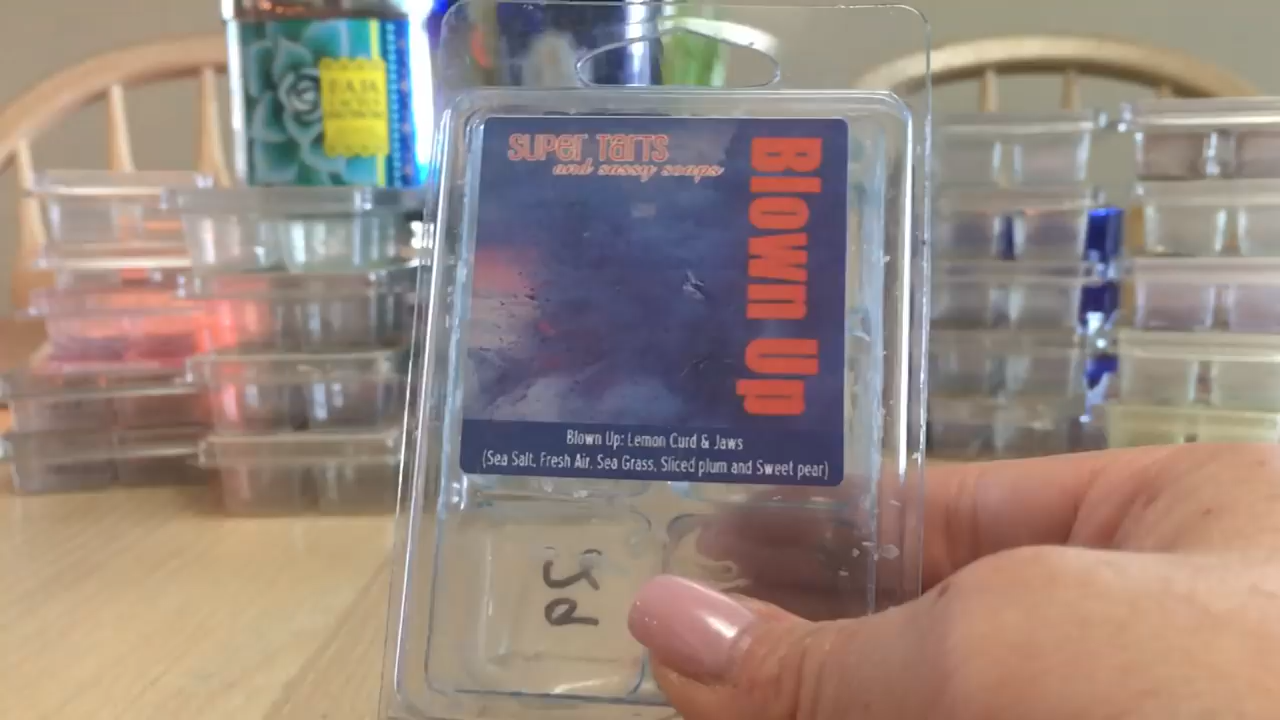 SUPER TARTS
and sassy soaps
Blown Up
Blown Up: Lemon Curd & Jaws
(Sea Salt, Fresh Air, Sea Grass, Sliced plum and Sweet pear)